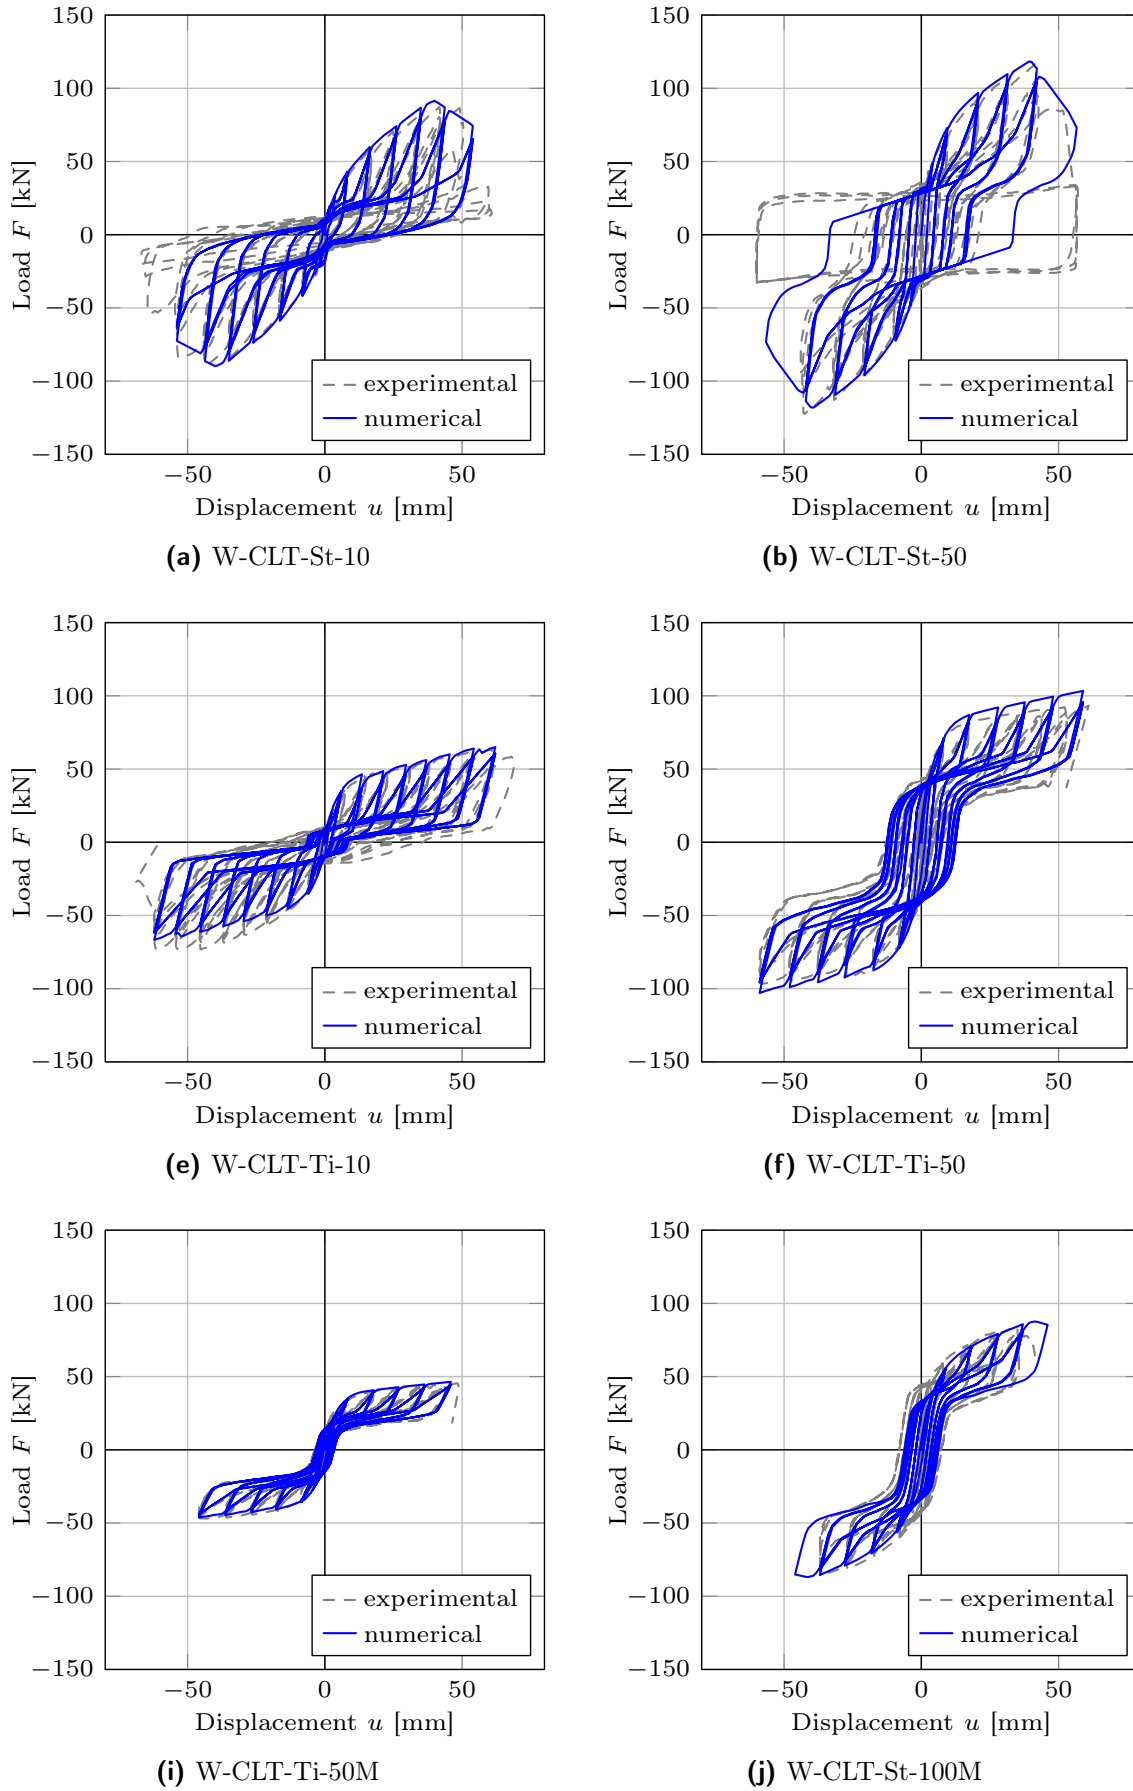 150
100
50
0
−50
−100
−150
Load F [kN]
−50 0 50
Displacement u [mm]
experimental
numerical
(a) W-CLT-St-10
150
100
50
0
−50
−100
−150
Load F [kN]
−50 0 50
Displacement u [mm]
experimental
numerical
(b) W-CLT-St-50
150
100
50
0
−50
−100
−150
Load F [kN]
−50 0 50
Displacement u [mm]
experimental
numerical
(e) W-CLT-Ti-10
150
100
50
0
−50
−100
−150
Load F [kN]
−50 0 50
Displacement u [mm]
experimental
numerical
(f) W-CLT-Ti-50
150
100
50
0
−50
−100
−150
Load F [kN]
−50 0 50
Displacement u [mm]
experimental
numerical
(i) W-CLT-Ti-50M
150
100
50
0
−50
−100
−150
Load F [kN]
−50 0 50
Displacement u [mm]
experimental
numerical
(j) W-CLT-St-100M